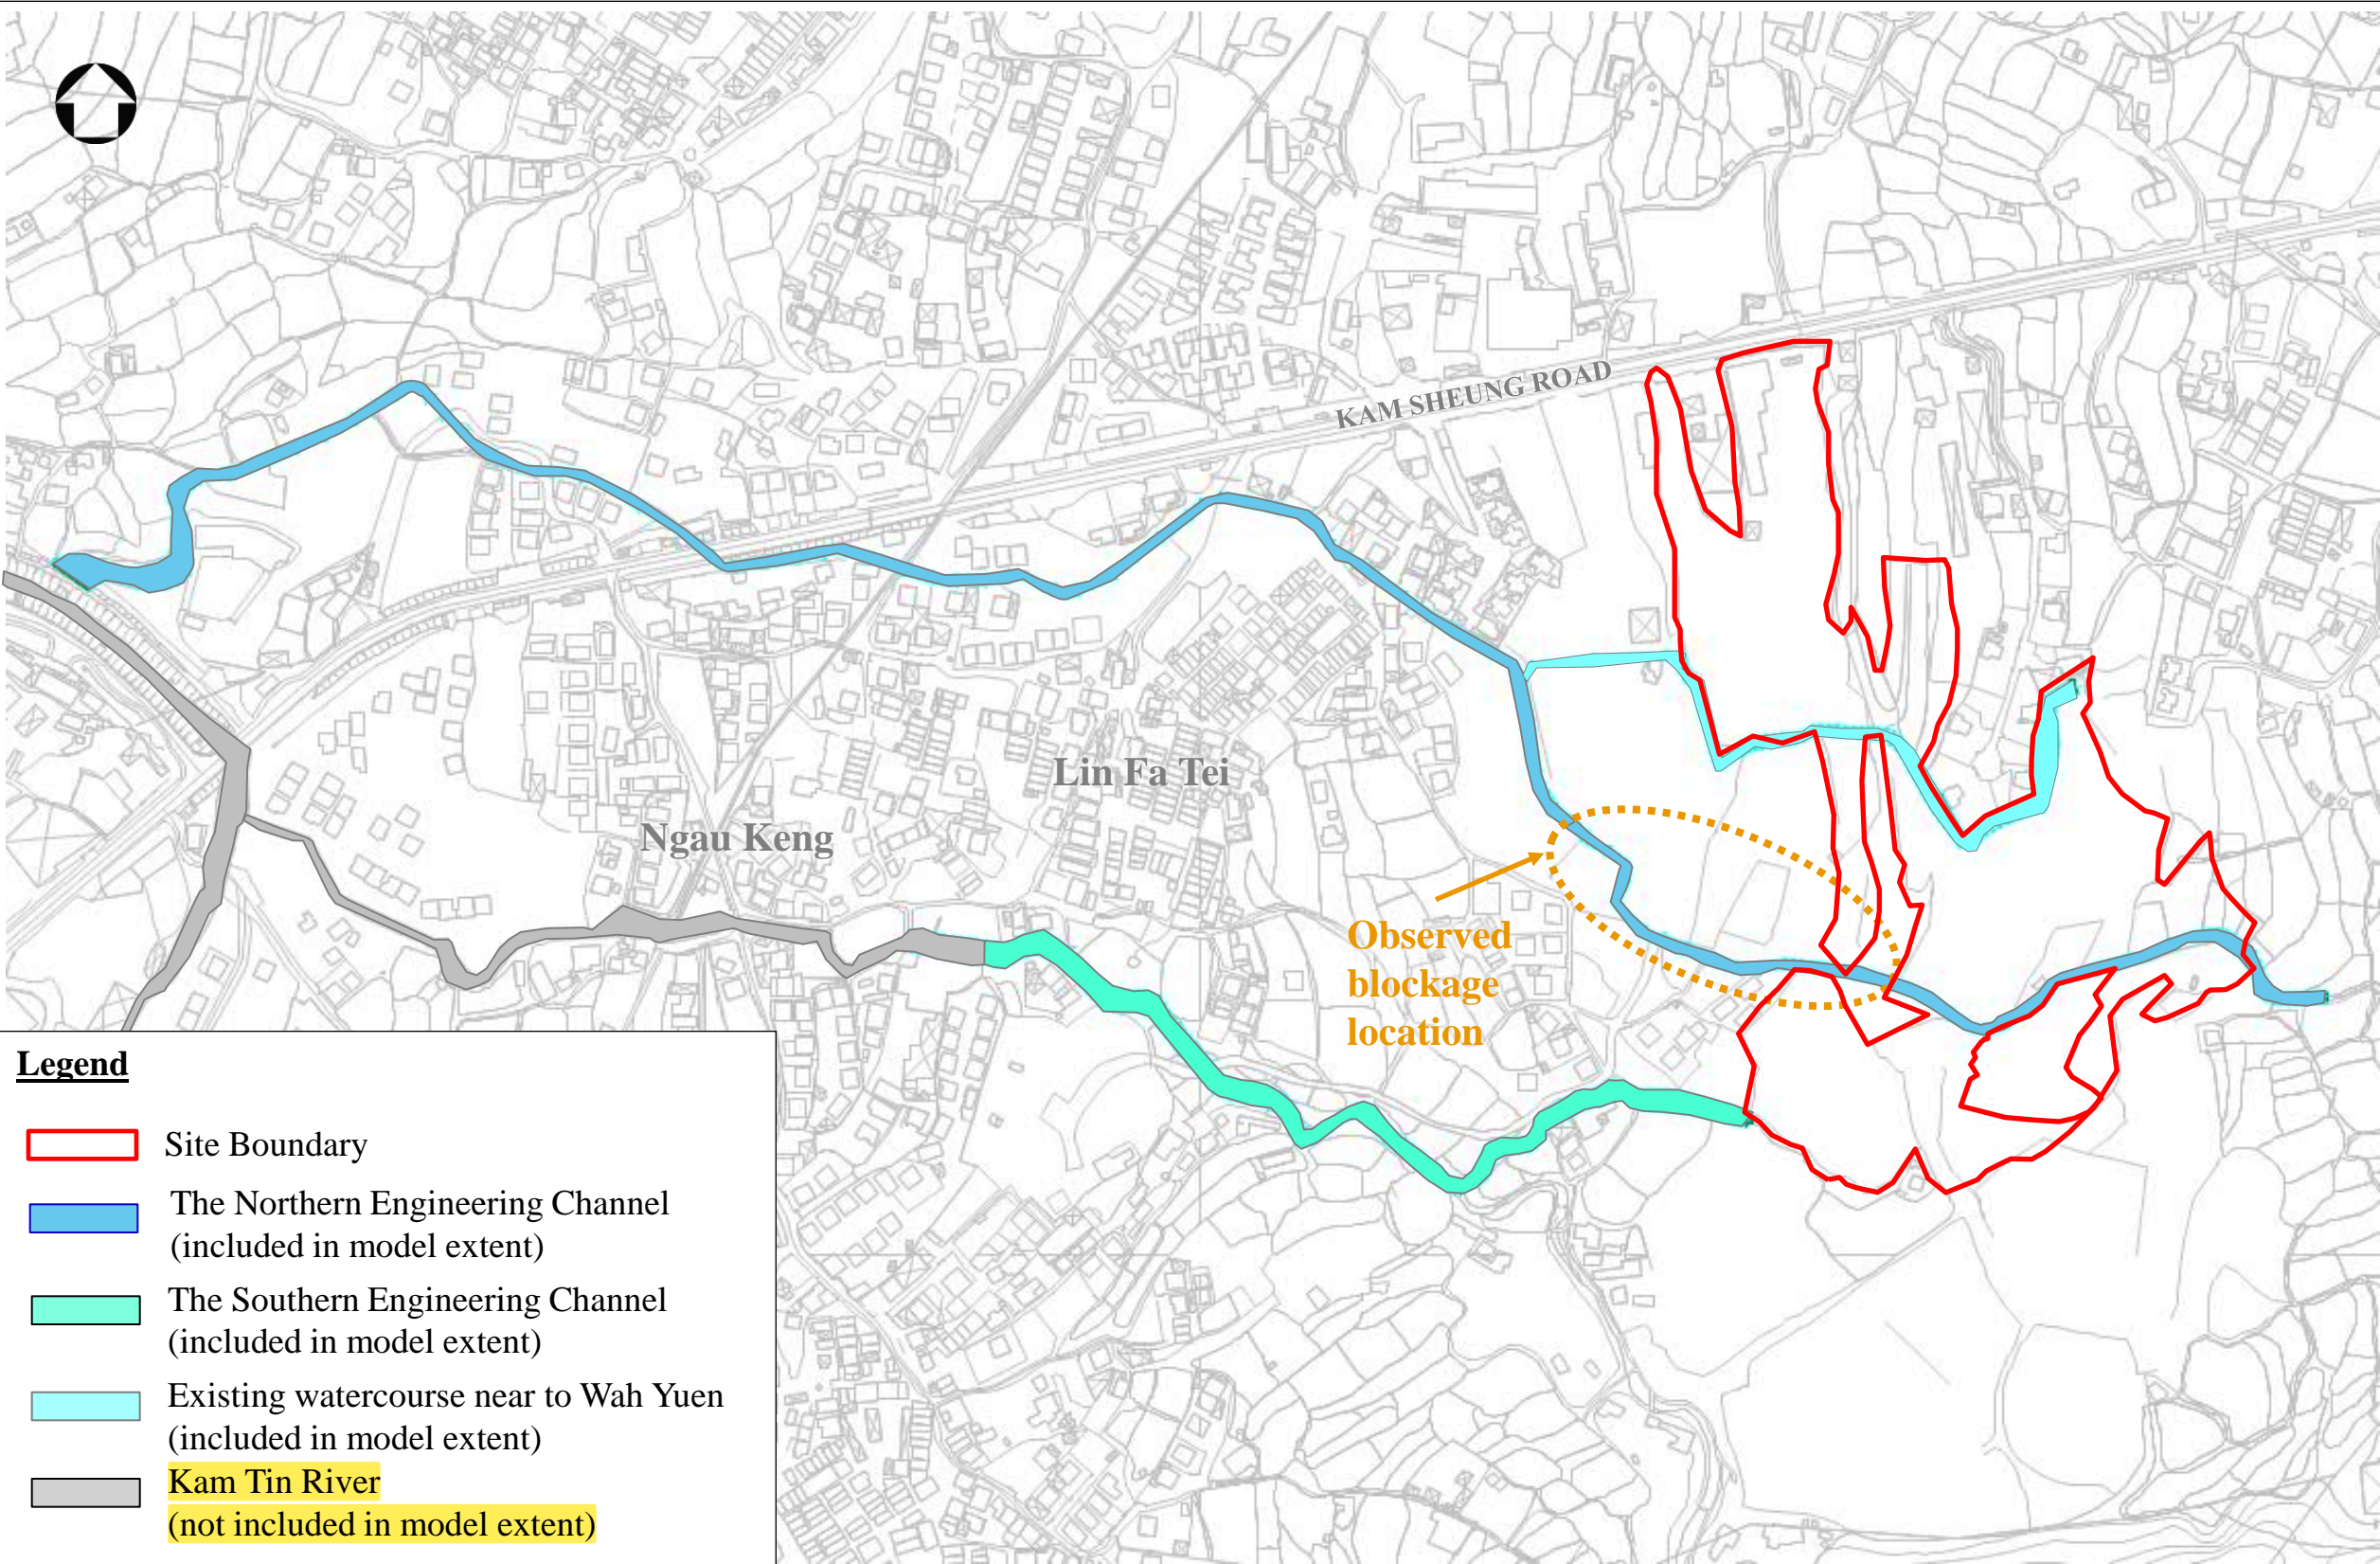 KAM SHEUNG ROAD
Lin Fa Tei
Ngau Keng
Observed
blockage
location
Legend
Site Boundary
The Northern Engineering Channel
(included in model extent)
The Southern Engineering Channel
(included in model extent)
Existing watercourse near to Wah Yuen
(included in model extent)
Kam Tin River
(not included in model extent)